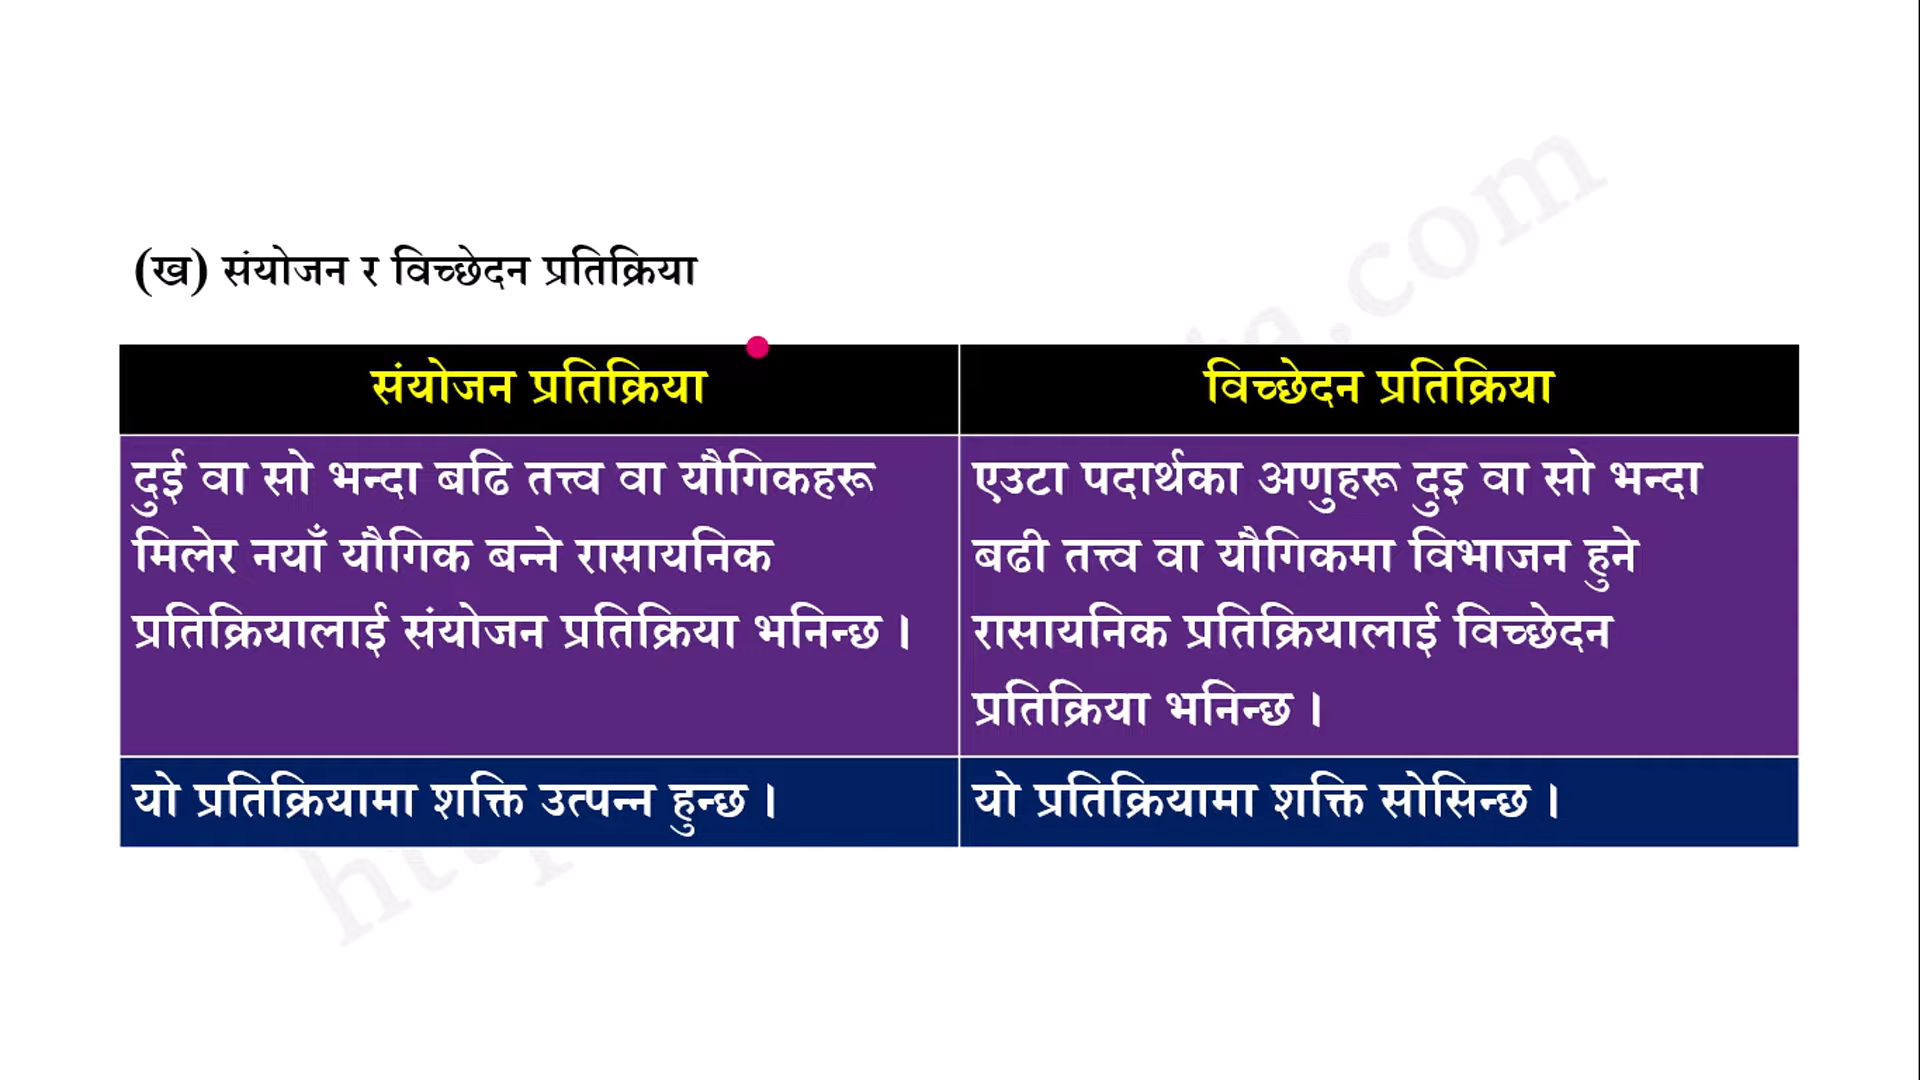 (ख) संयोजन र विच्छेदन प्रतिक्रिया
संयोजन प्रतिक्रिया
विच्छेदन प्रतिक्रिया
दुई वा सो भन्दा बढि तत्त्व वा यौगिकहरू
मिलेर नयाँ यौगिक बन्ने रासायनिक
प्रतिक्रियालाई संयोजन प्रतिक्रिया भनिन्छ ।
एउटा पदार्थका अणुहरू दुइ वा सो भन्दा
बढी तत्त्व वा यौगिकमा विभाजन हुने
रासायनिक प्रतिक्रियालाई विच्छेदन
प्रतिक्रिया भनिन्छ ।
यो प्रतिक्रियामा शक्ति उत्पन्न हुन्छ ।
यो प्रतिक्रियामा शक्ति सोसिन्छ ।